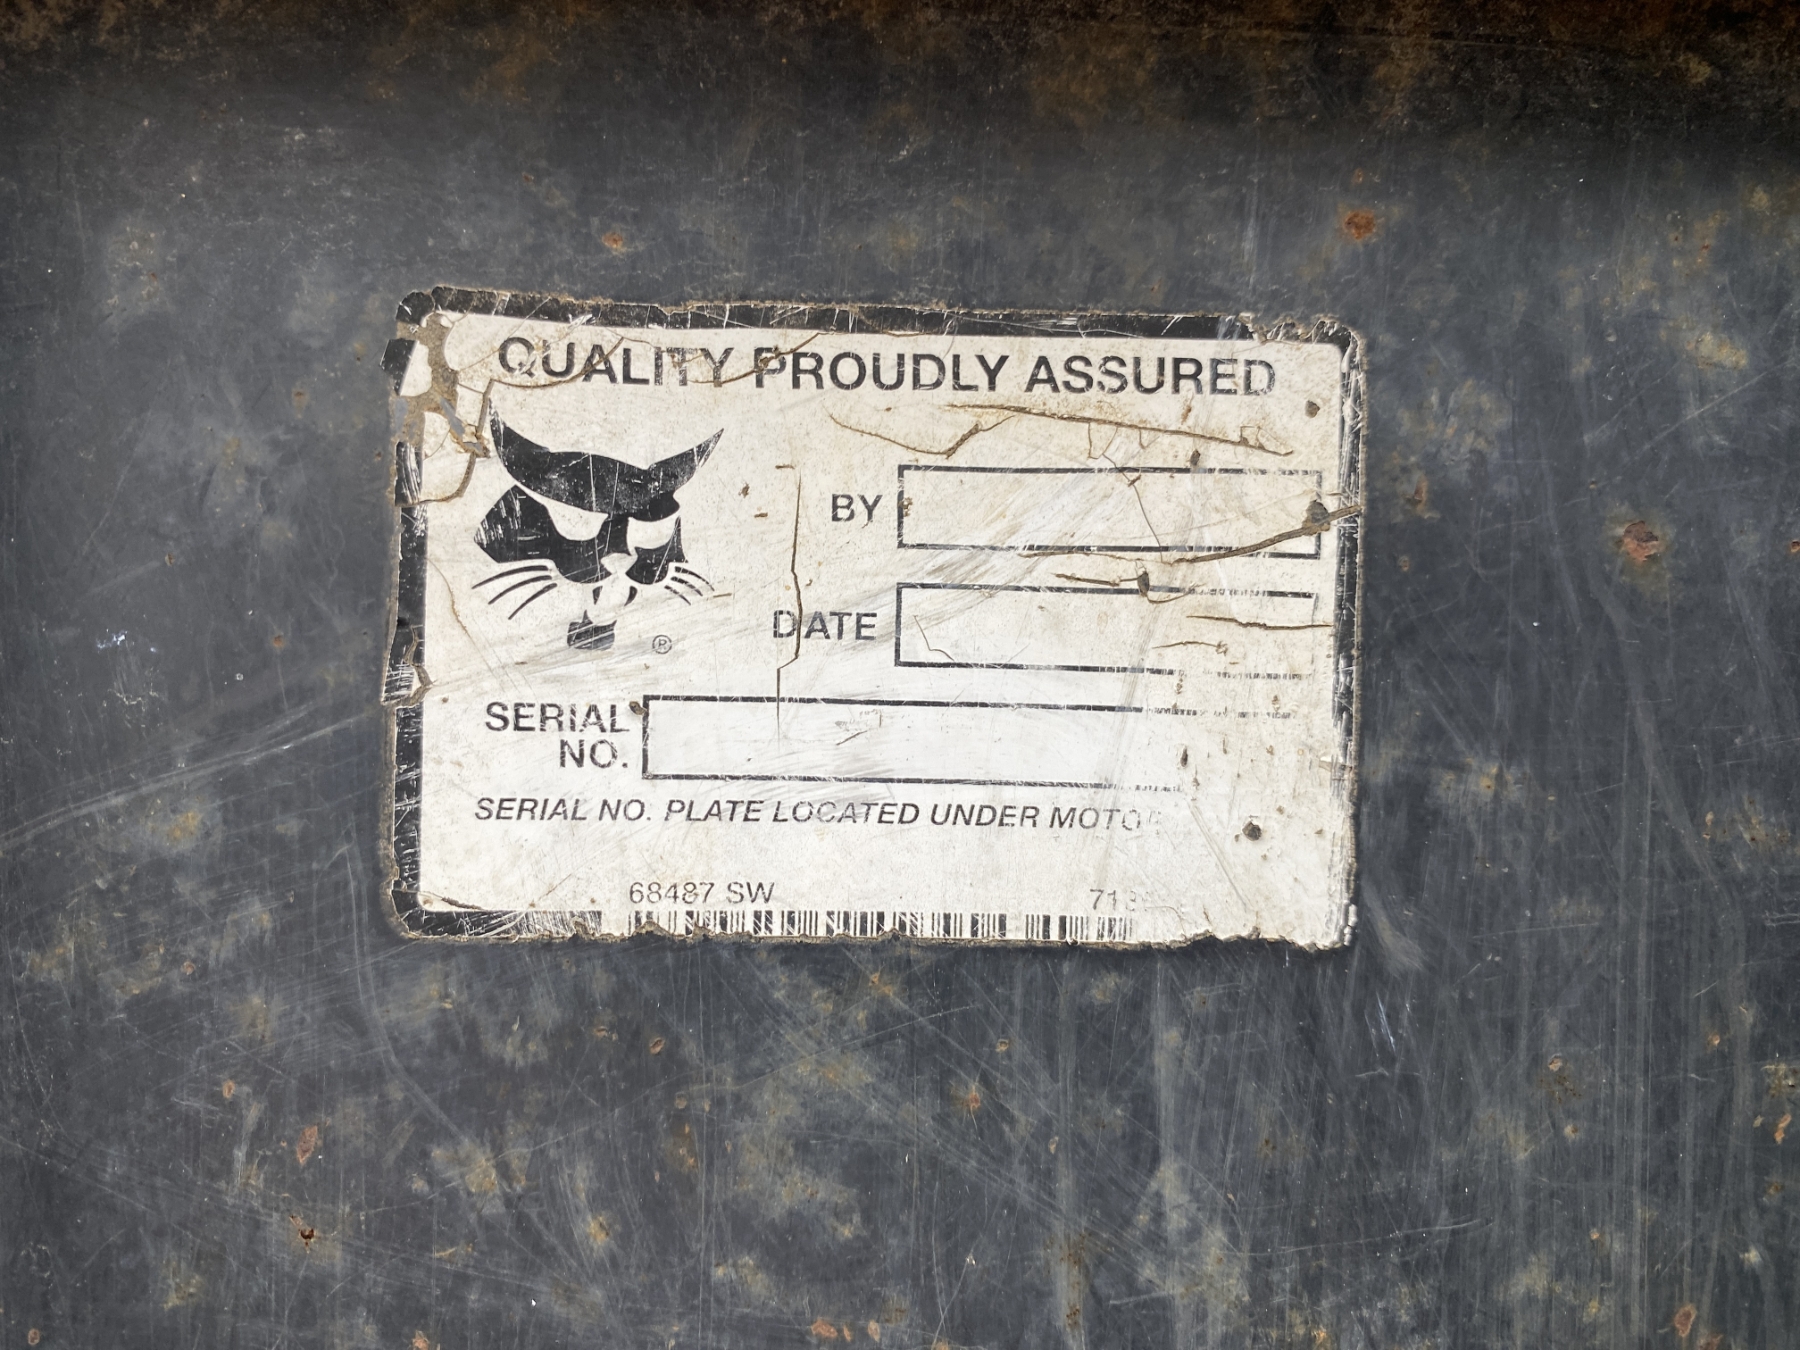 QUALITY PROUDLY ASSURED
BY
DATE
®
SERIAL
NO.
SERIAL NO. PLATE LOCATED UNDER
68487 SW